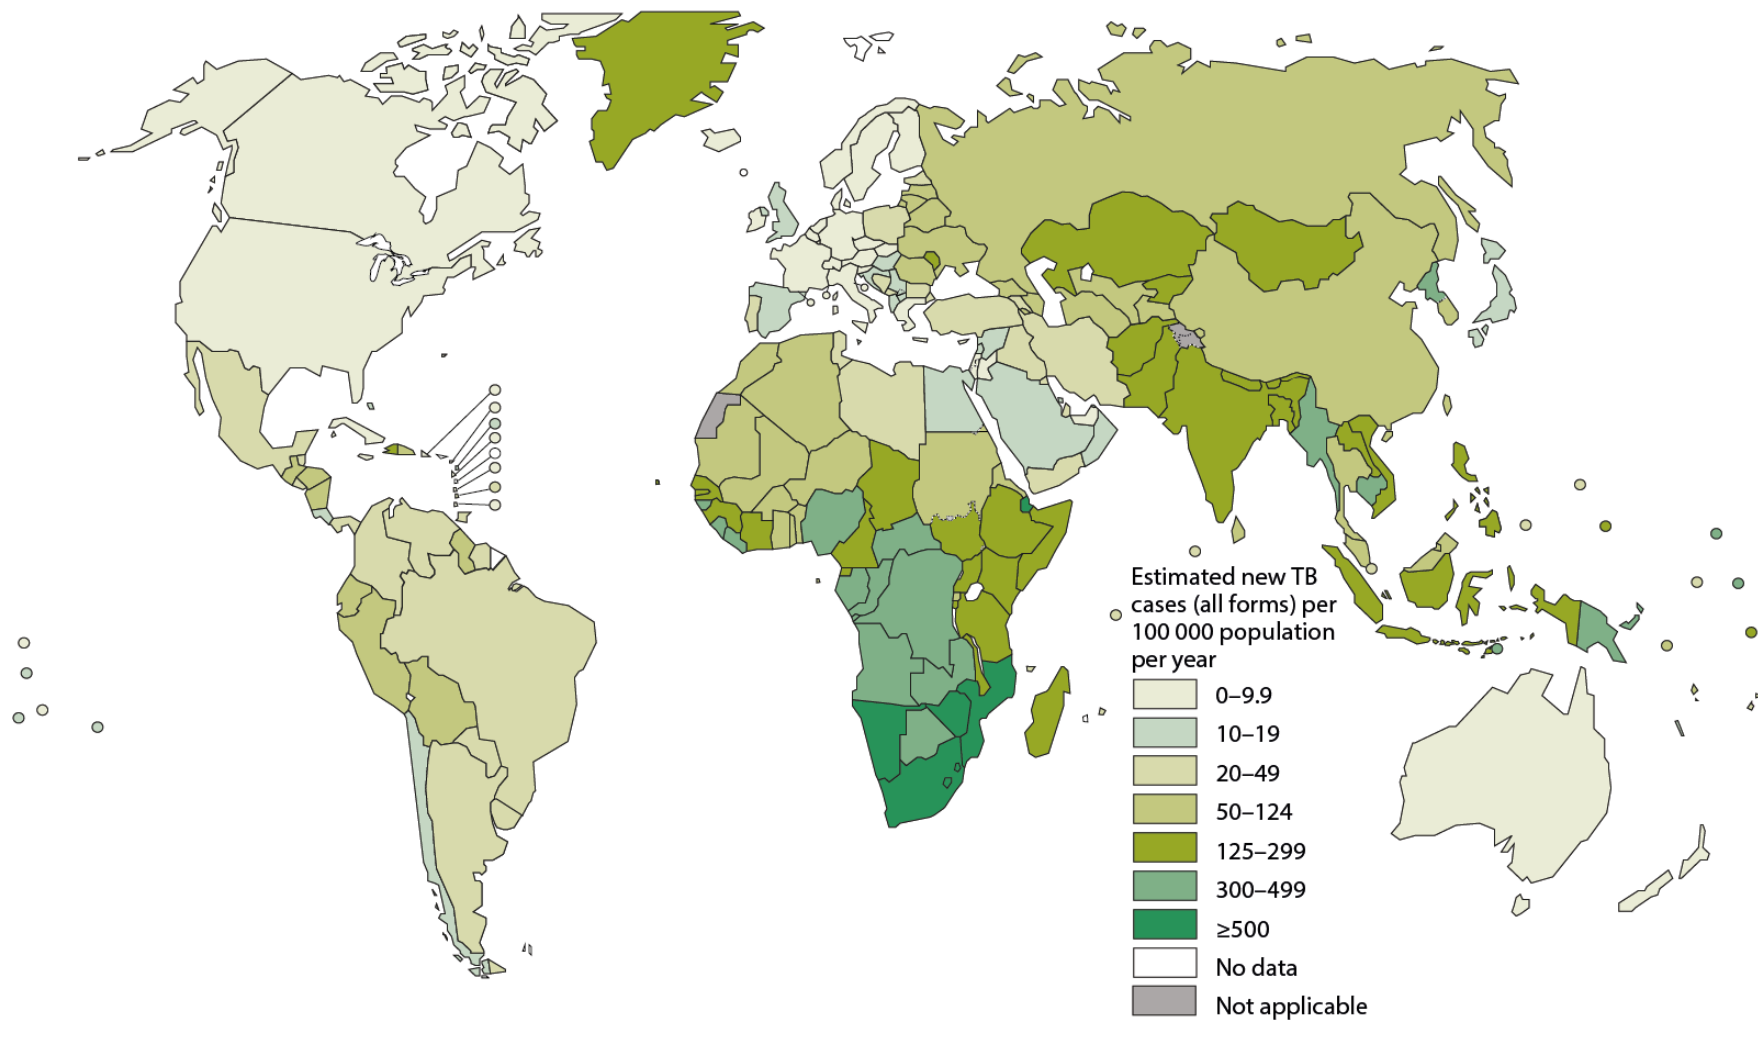 Estimated new TB
cases (all forms) per
100 000 population
per year
0–9.9
10–19
20–49
50–124
125–299
300–499
≥500
No data
Not applicable